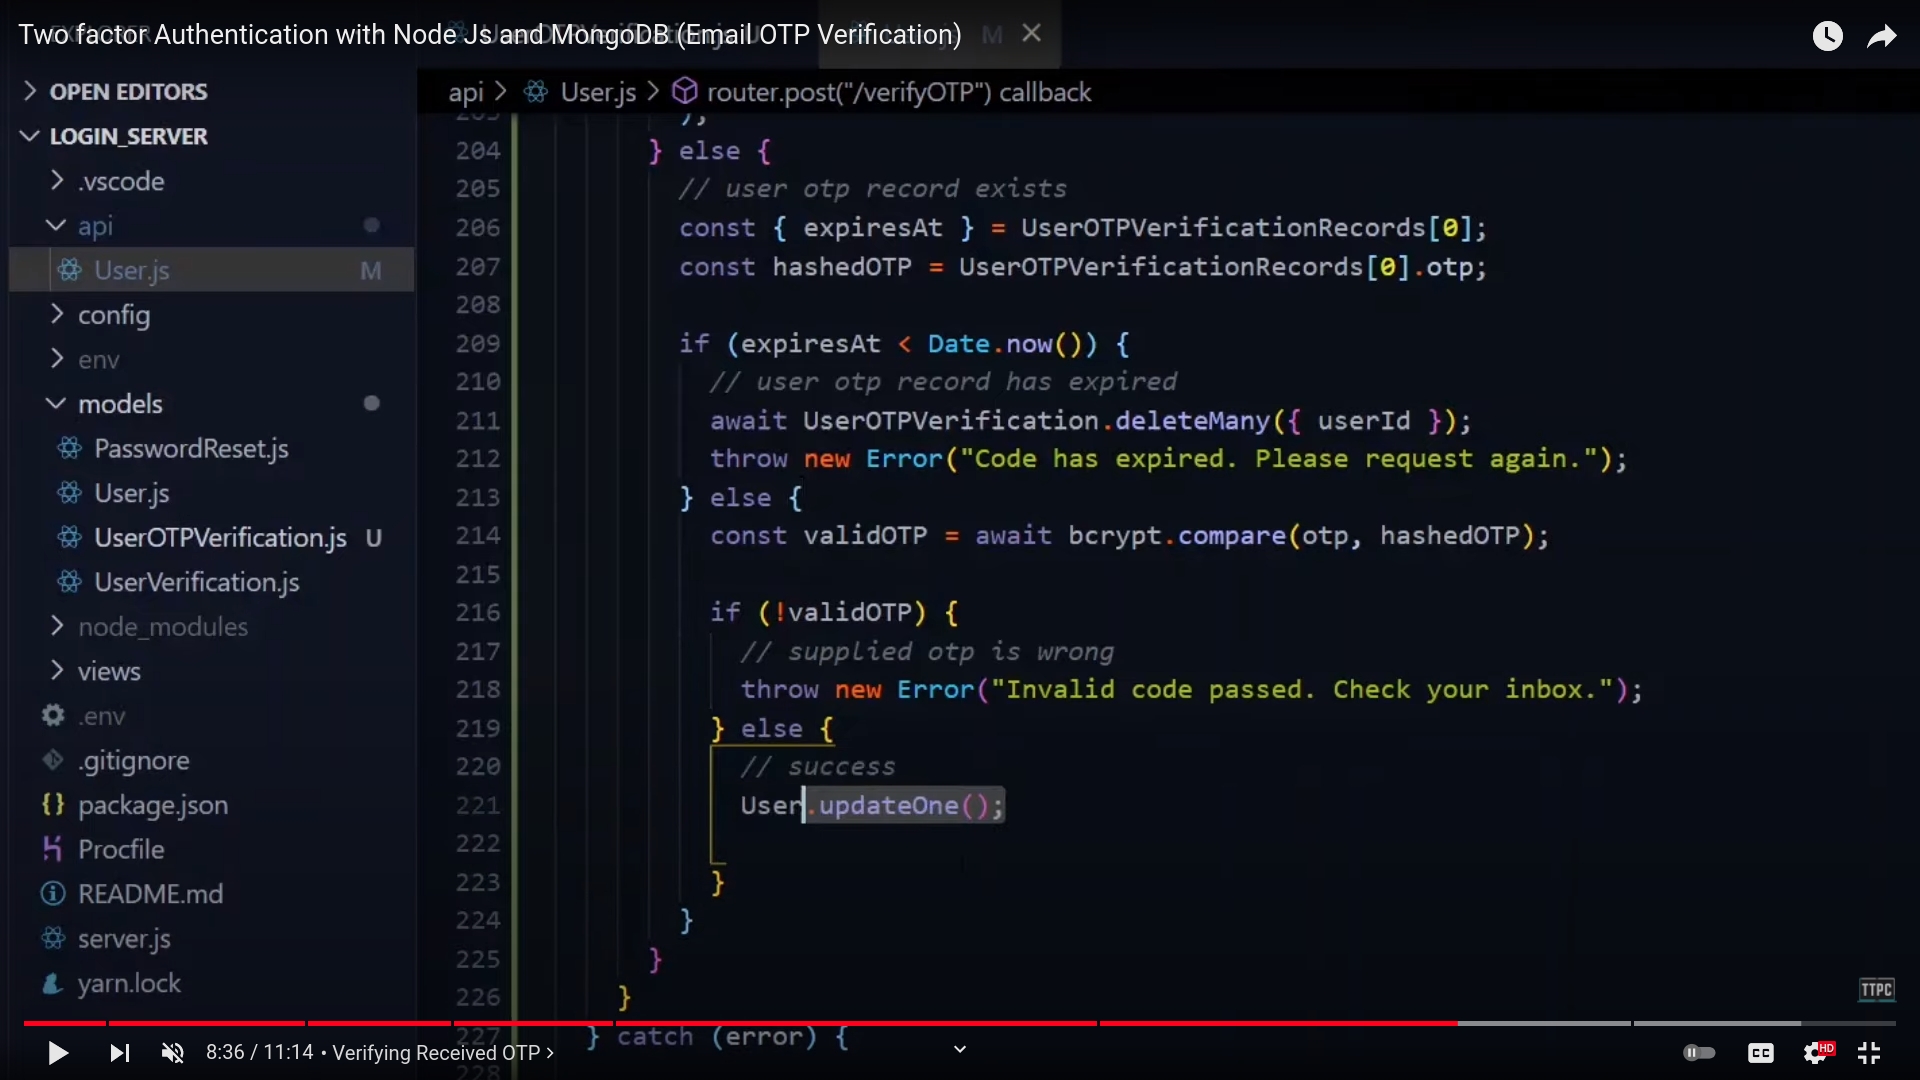 Two factor Authentication with Node Js and MongoDB (Email OTP Verification)
M
OPEN EDITORS
LOGIN_SERVER
.vscode
api
User.js M
config
env
models
PasswordReset.js
User.js
UserOTPVerification.js U
UserVerification.js
node_modules
views
.env
.gitignore
package.json
Procfile
README.md
server.js
yarn.lock
api > User.js > router.post("/verifyOTP") callback
203 );
204 } else {
205 // user otp record exists
206 const { expiresAt } = UserOTPVerificationRecords[0];
207 const hashedOTP = UserOTPVerificationRecords[0].otp;
208
209 if (expiresAt < Date.now()) {
210 // user otp record has expired
211 await UserOTPVerification.deleteMany({ userId });
212 throw new Error("Code has expired. Please request again.");
213 } else {
214 const validOTP = await bcrypt.compare(otp, hashedOTP);
215
216 if (!validOTP) {
217 // supplied otp is wrong
218 throw new Error("Invalid code passed. Check your inbox.");
219 } else {
220 // success
221 User.updateOne();
222
223 }
224 }
225 }
226 }
227 } catch (error) {
228
TTPC
8:36 / 11:14 • Verifying Received OTP >
CC
HD